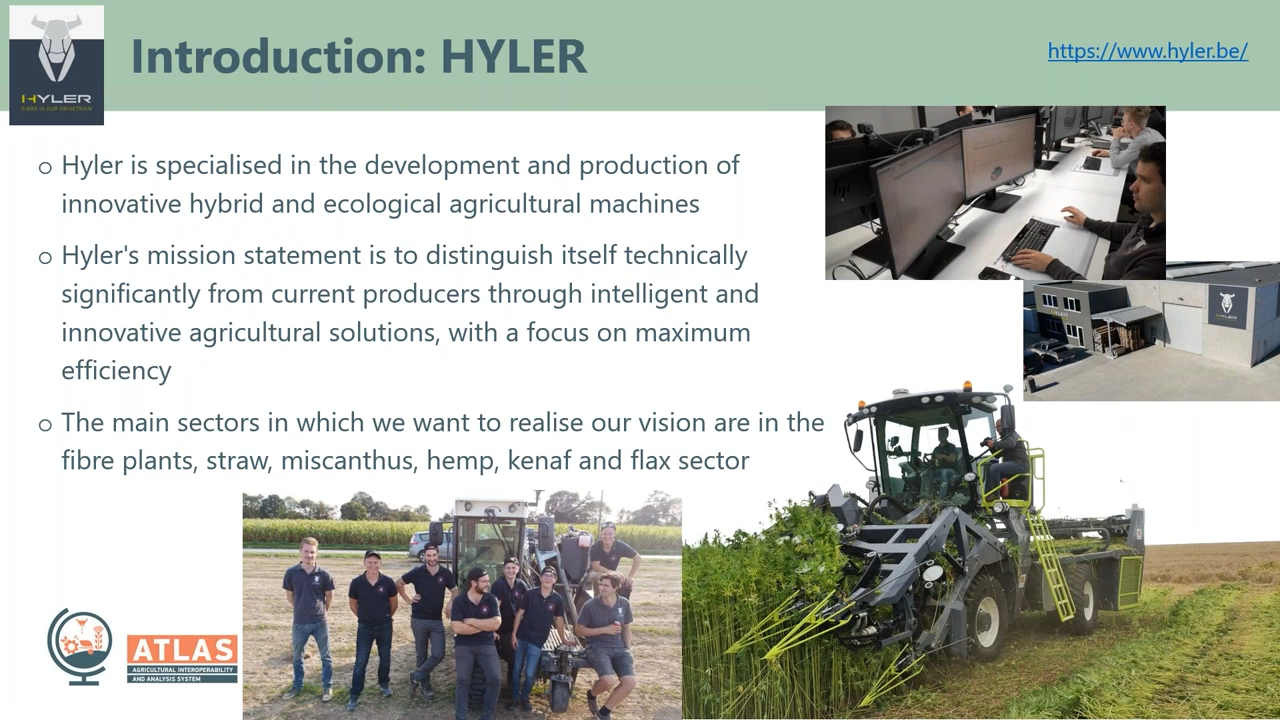 HYLER
FIBRE IS OUR DRIVETRAIN
Introduction: HYLER
https://www.hyler.be/
Hyler is specialised in the development and production of
innovative hybrid and ecological agricultural machines
Hyler's mission statement is to distinguish itself technically
significantly from current producers through intelligent and
innovative agricultural solutions, with a focus on maximum
efficiency
The main sectors in which we want to realise our vision are in the
fibre plants, straw, miscanthus, hemp, kenaf and flax sector
HYLER
ATLAS
AGRICULTURAL INTEROPERABILITY
AND ANALYSIS SYSTEM